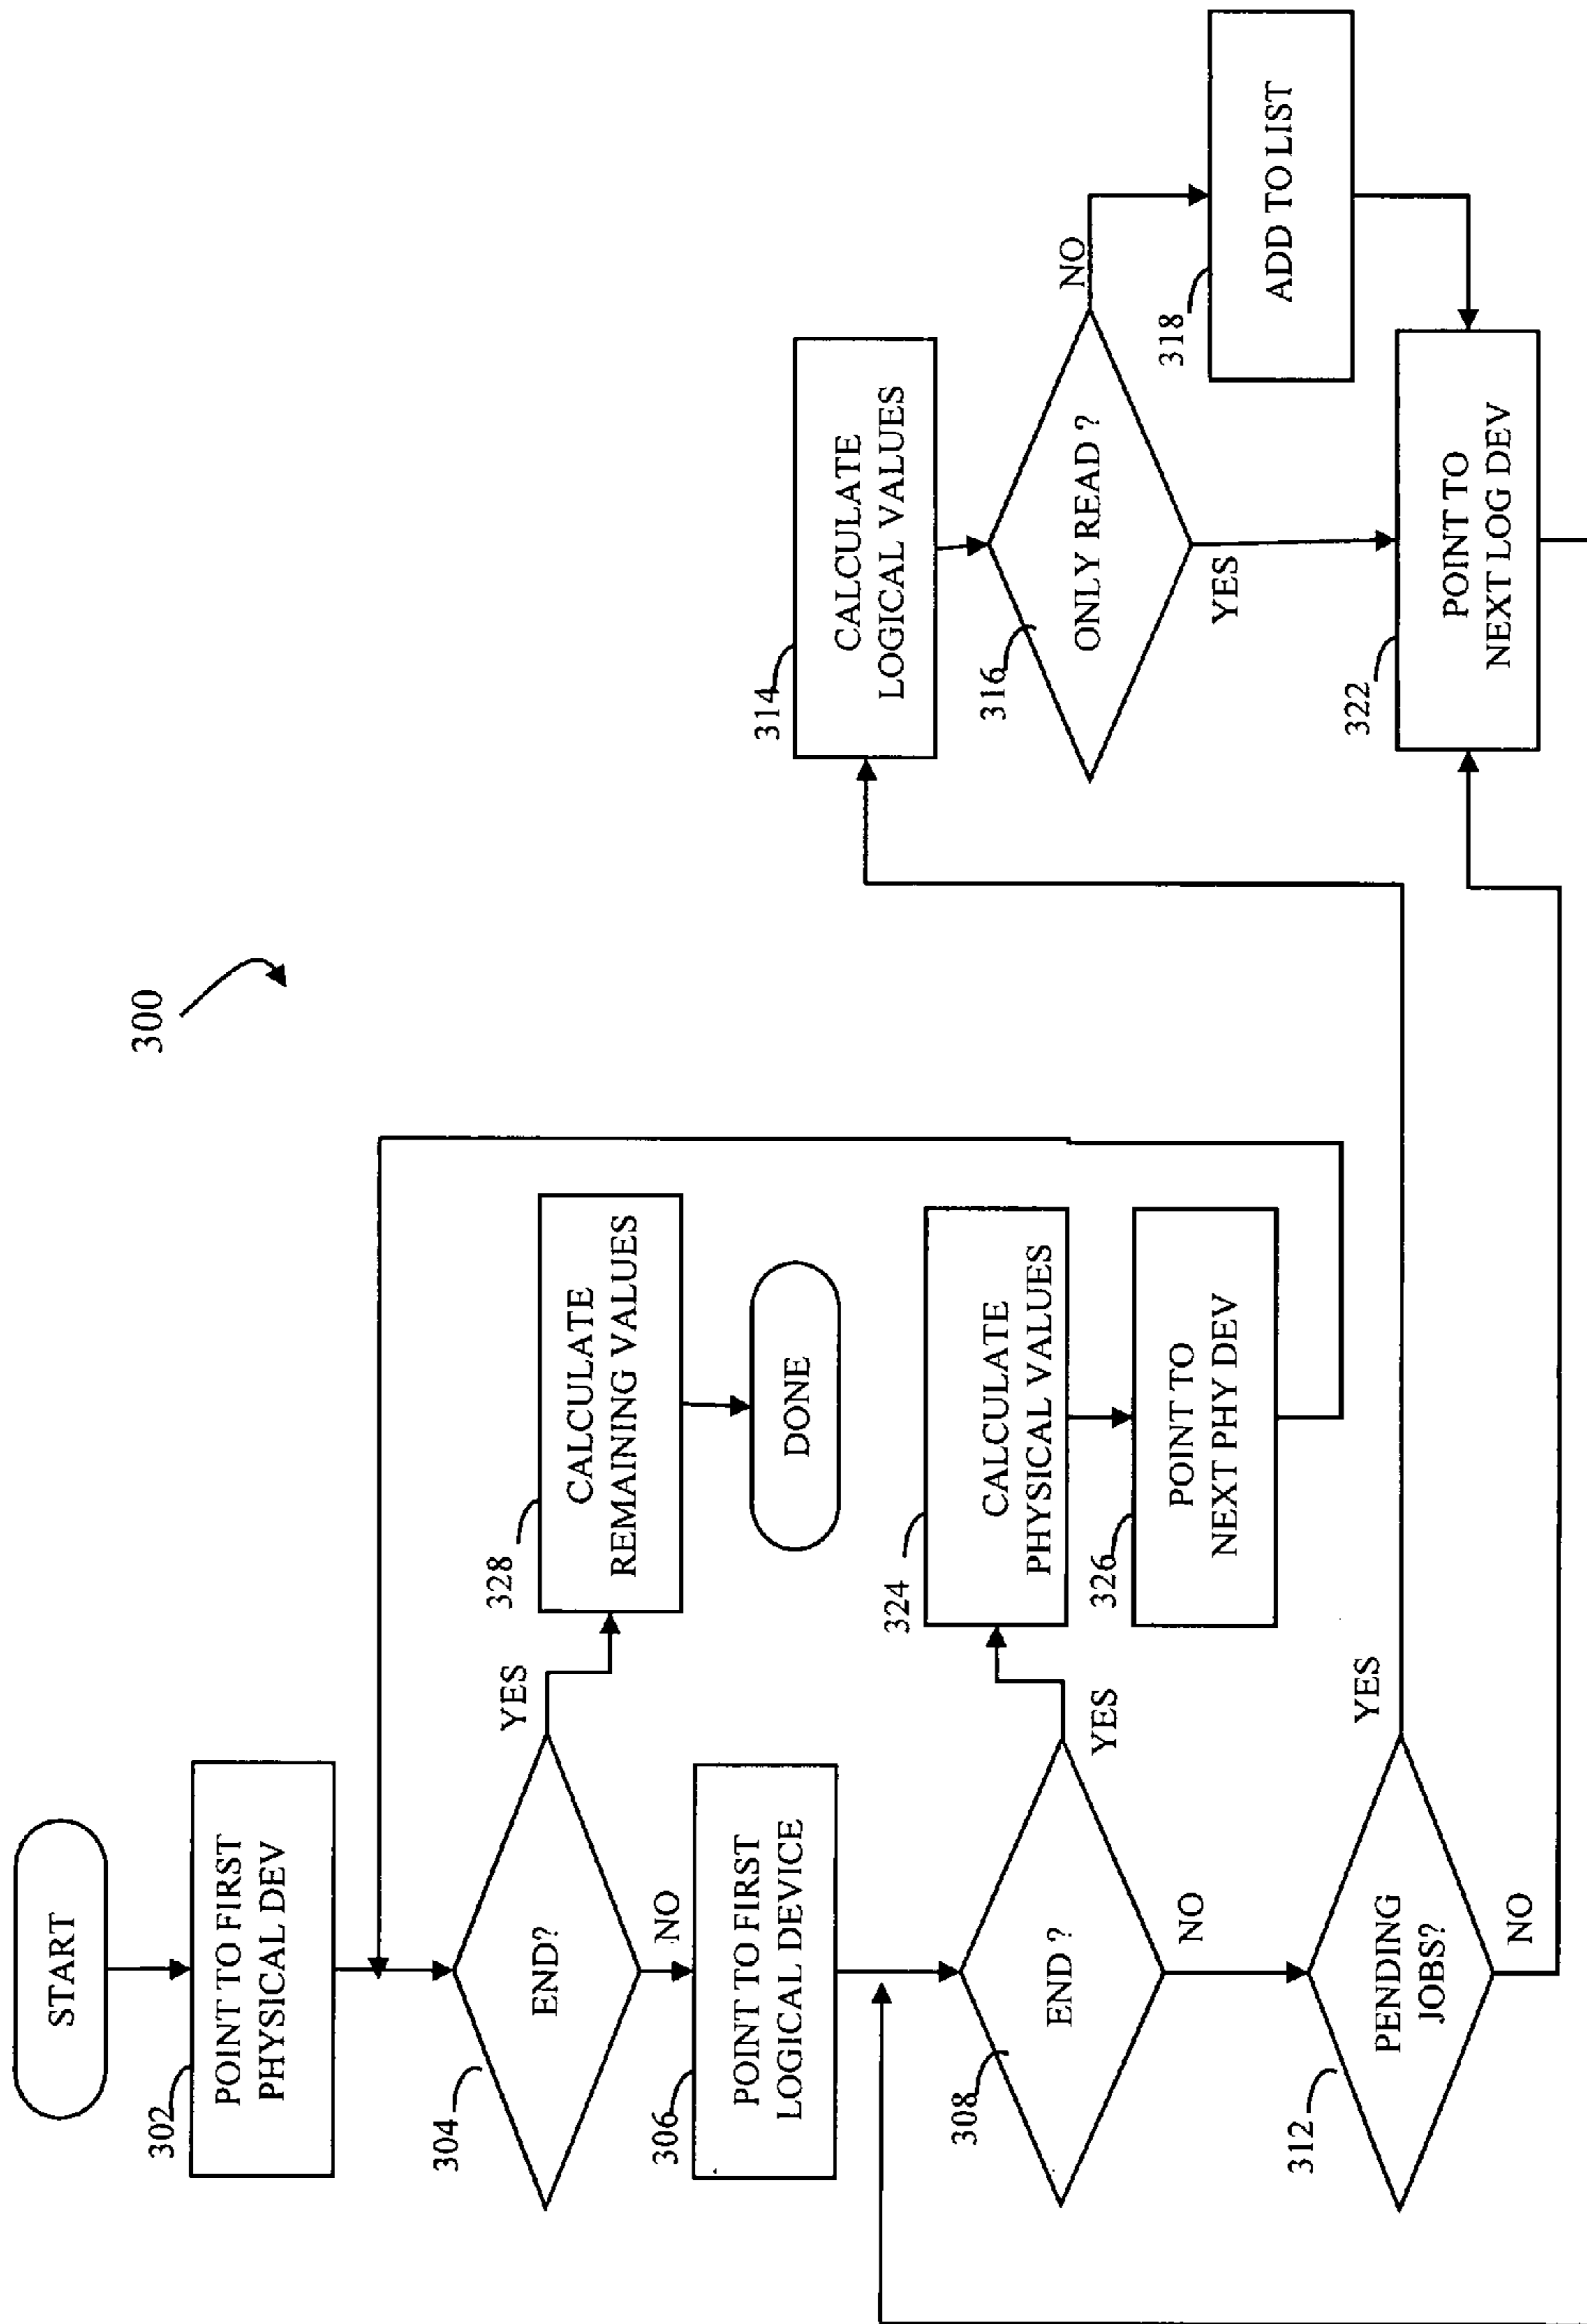 300
START
302
POINT TO FIRST
PHYSICAL DEV
304
END?
YES
NO
328
CALCULATE
REMAINING VALUES
DONE
306
POINT TO FIRST
LOGICAL DEVICE
308
END ?
YES
NO
324
CALCULATE
PHYSICAL VALUES
326
POINT TO
NEXT PHY DEV
312
PENDING
JOBS?
YES
NO
314
CALCULATE
LOGICAL VALUES
316
ONLY READ ?
NO
YES
318
ADD TO LIST
322
POINT TO
NEXT LOG DEV